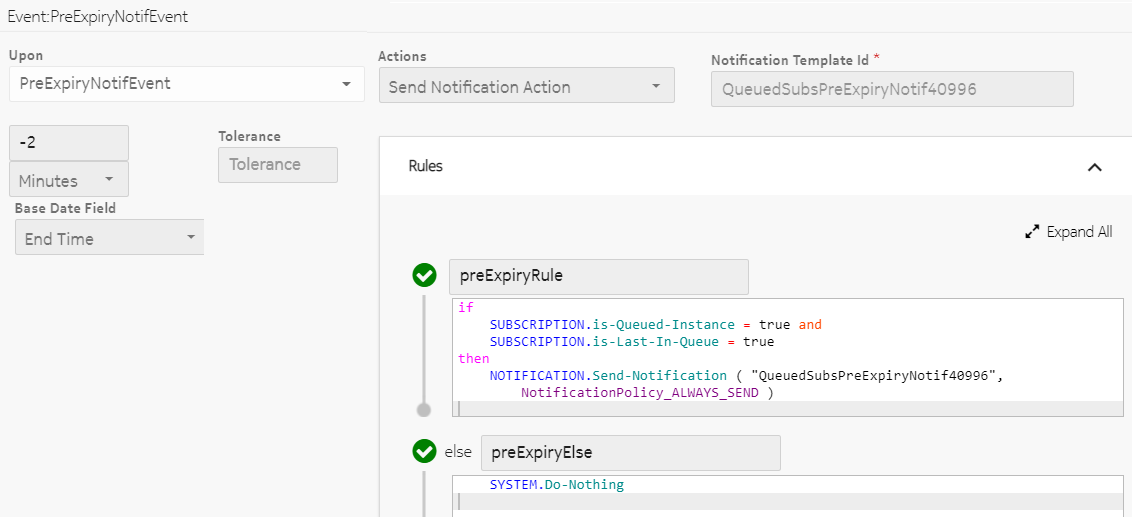 Event:PreExpiryNotifEvent
Upon
PreExpiryNotifEvent
Actions
Send Notification Action
Notification Template Id *
QueuedSubsPreExpiryNotif40996
-2
Minutes
Tolerance
Tolerance
Base Date Field
End Time
Rules
Expand All
preExpiryRule
if
SUBSCRIPTION.is-Queued-Instance = true and
SUBSCRIPTION.is-Last-In-Queue = true
then
NOTIFICATION.Send-Notification ( "QueuedSubsPreExpiryNotif40996",
NotificationPolicy_ALWAYS_SEND )
else preExpiryElse
SYSTEM.Do-Nothing